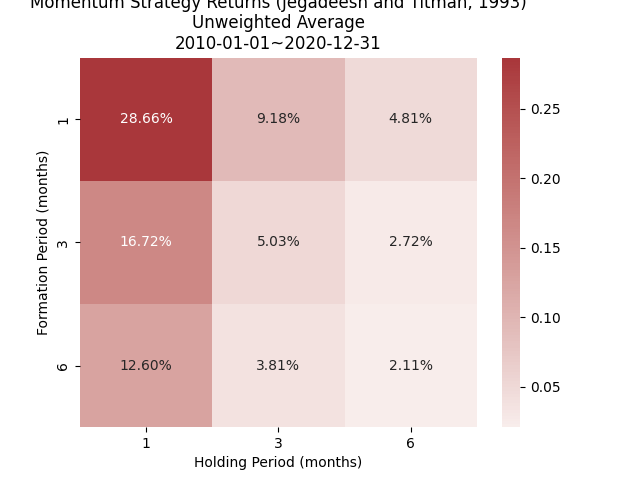 Momentum Strategy Returns (Jegadeesh and Titman, 1993)
Unweighted Average
2010-01-01~2020-12-31
Formation Period (months)
1
28.66% 9.18% 4.81%
3
16.72% 5.03% 2.72%
6
12.60% 3.81% 2.11%
1 3 6
Holding Period (months)
0.25
0.20
0.15
0.10
0.05